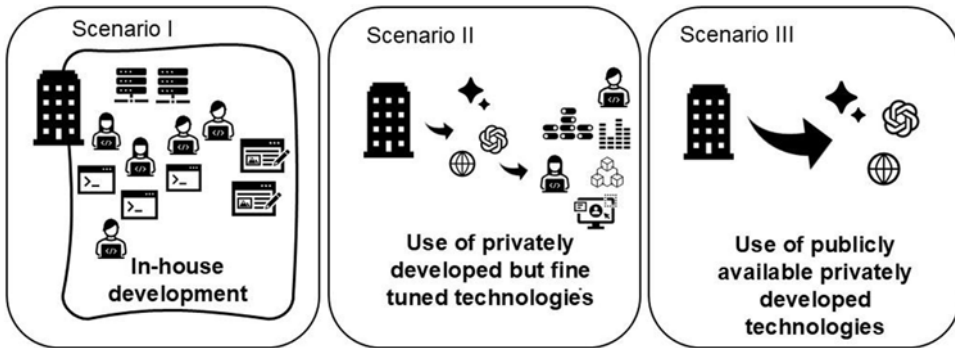 Scenario I
In-house
development
Scenario II
Use of privately
developed but fine
tuned technologies
Scenario III
Use of publicly
available privately
developed
technologies